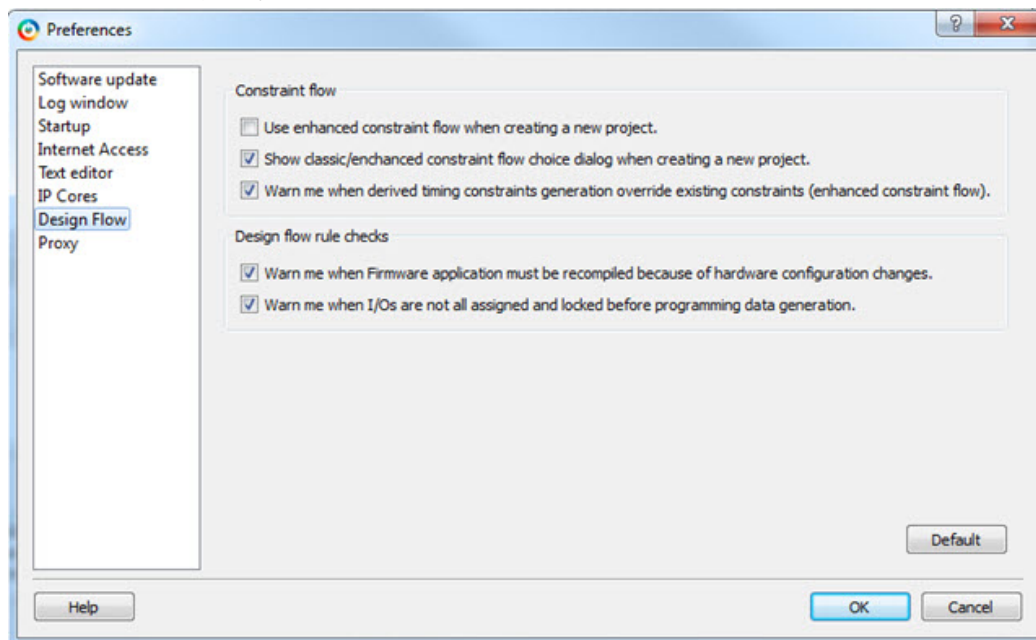 Preferences
Software update
Log window
Startup
Internet Access
Text editor
IP Cores
Design Flow
Proxy
Constraint flow
Use enhanced constraint flow when creating a new project.
Show classic/enchanced constraint flow choice dialog when creating a new project.
Warn me when derived timing constraints generation override existing constraints (enhanced constraint flow).
Design flow rule checks
Warn me when Firmware application must be recompiled because of hardware configuration changes.
Warn me when I/Os are not all assigned and locked before programming data generation.
Default
Help
OK
Cancel